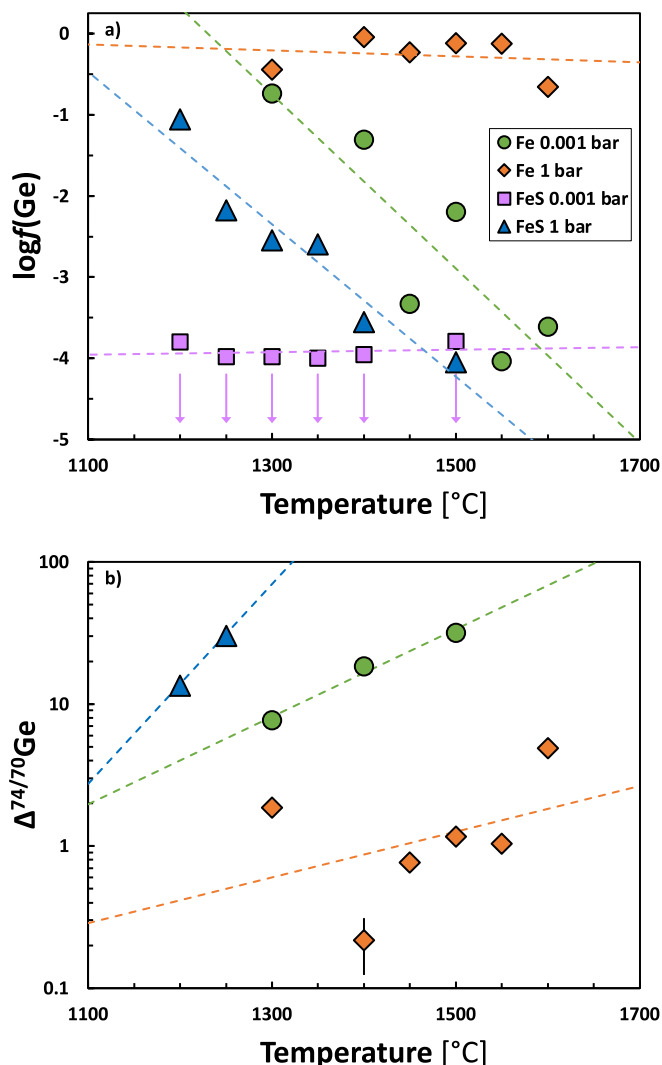 a)
0
-1
-2
-3
-4
-5
logf(Ge)
Fe 0.001 bar
Fe 1 bar
FeS 0.001 bar
FeS 1 bar
1100
1300
1500
1700
Temperature [°C]
b)
100
10
1
0.1
Δ74/70Ge
1100
1300
1500
1700
Temperature [°C]